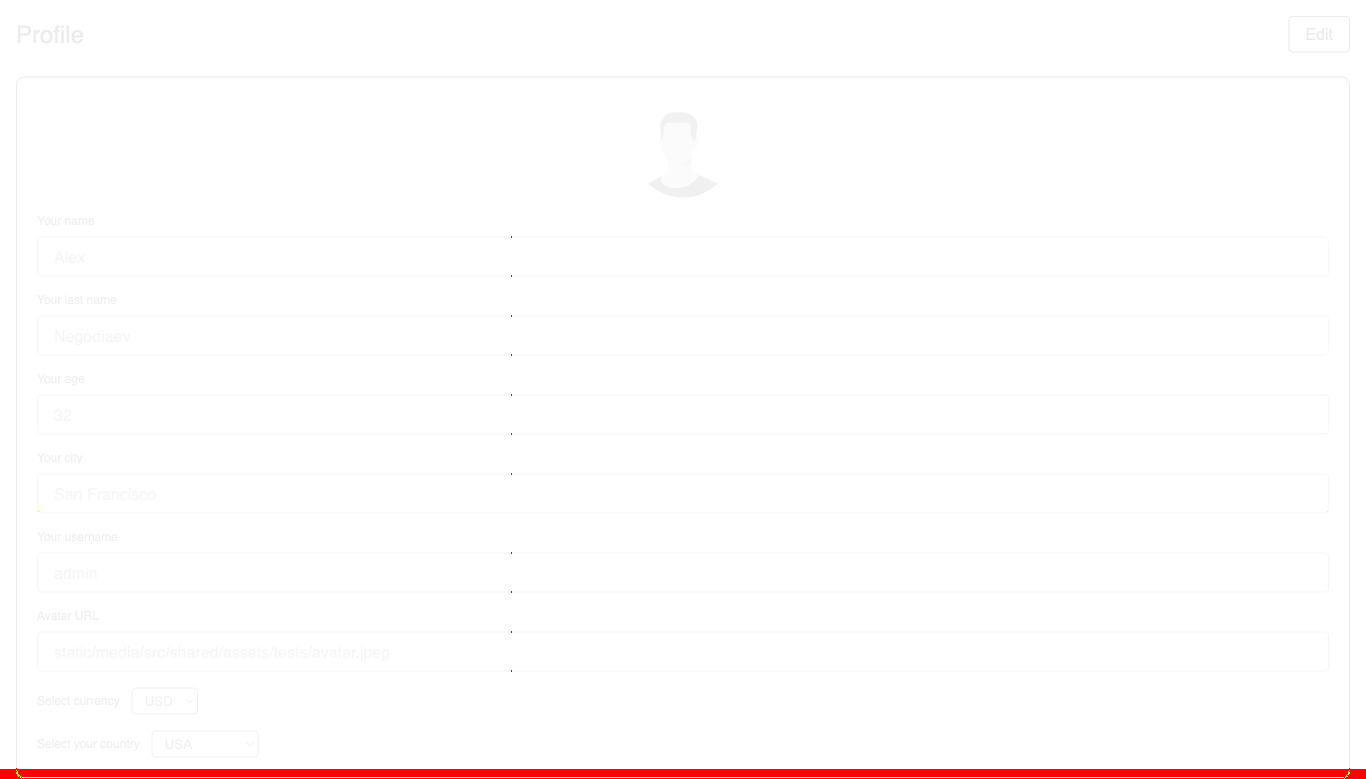 Profile
Edit
Your name
Alex
Your last name
Negodiaev
Your age
32
Your city
San Francisco
Your username
admin
Avatar URL
static/media/src/shared/assets/tests/avatar.jpeg
Select currency USD
Select your country USA